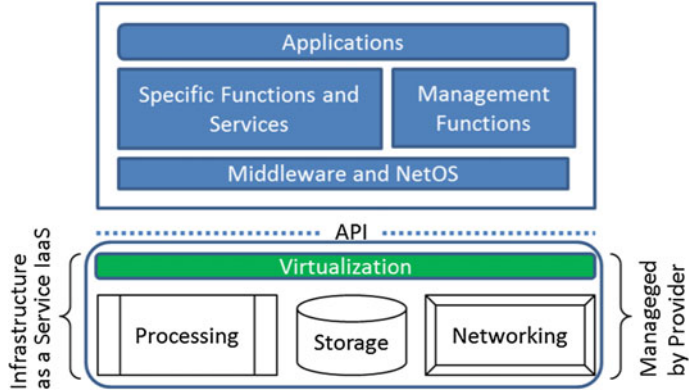 Applications
Specific Functions and
Services
Management
Functions
Middleware and NetOS
API
Infrastructure
as a Service IaaS
Virtualization
Processing
Storage
Networking
Manageged
by Provider